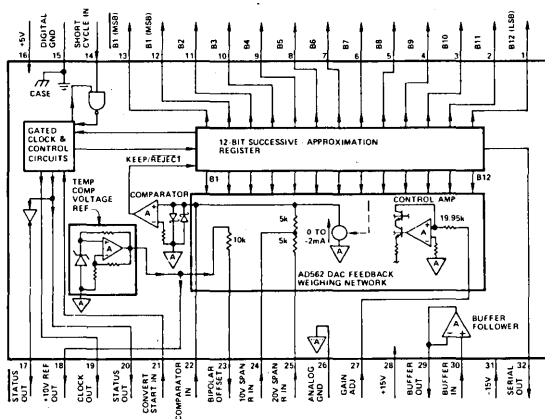 +5V
DIGITAL
GND
SHORT
CYCLE IN
B̅1̅ (MSB)
B1 (MSB)
B2
B3
B4
B5
B6
B7
B8
B9
B10
B11
B12 (LSB)
16 15 14 13 12 11 10 9 8 7 6 5 4 3 2 1
CASE
GATED
CLOCK &
CONTROL
CIRCUITS
12-BIT SUCCESSIVE - APPROXIMATION
REGISTER
KEEP/REJECT
B1
B12
TEMP
COMP
VOLTAGE
REF
COMPARATOR
A
A
A
A
10k
5k
5k
0 TO
-2mA
A
CONTROL AMP
A
19.95k
A
AD562 DAC FEEDBACK
WEIGHING NETWORK
A
A
BUFFER
FOLLOWER
17 18 19 20 21 22 23 24 25 26 27 28 29 30 31 32
S̅T̅A̅T̅U̅S̅
OUT
+10V REF
OUT
CLOCK
OUT
STATUS
OUT
CONVERT
START IN
COMPARATOR
IN
BIPOLAR
OFFSET
10V SPAN
R IN
20V SPAN
R IN
ANALOG
GND
GAIN
ADJ
+15V
BUFFER
OUT
BUFFER
IN
-15V
SERIAL
OUT